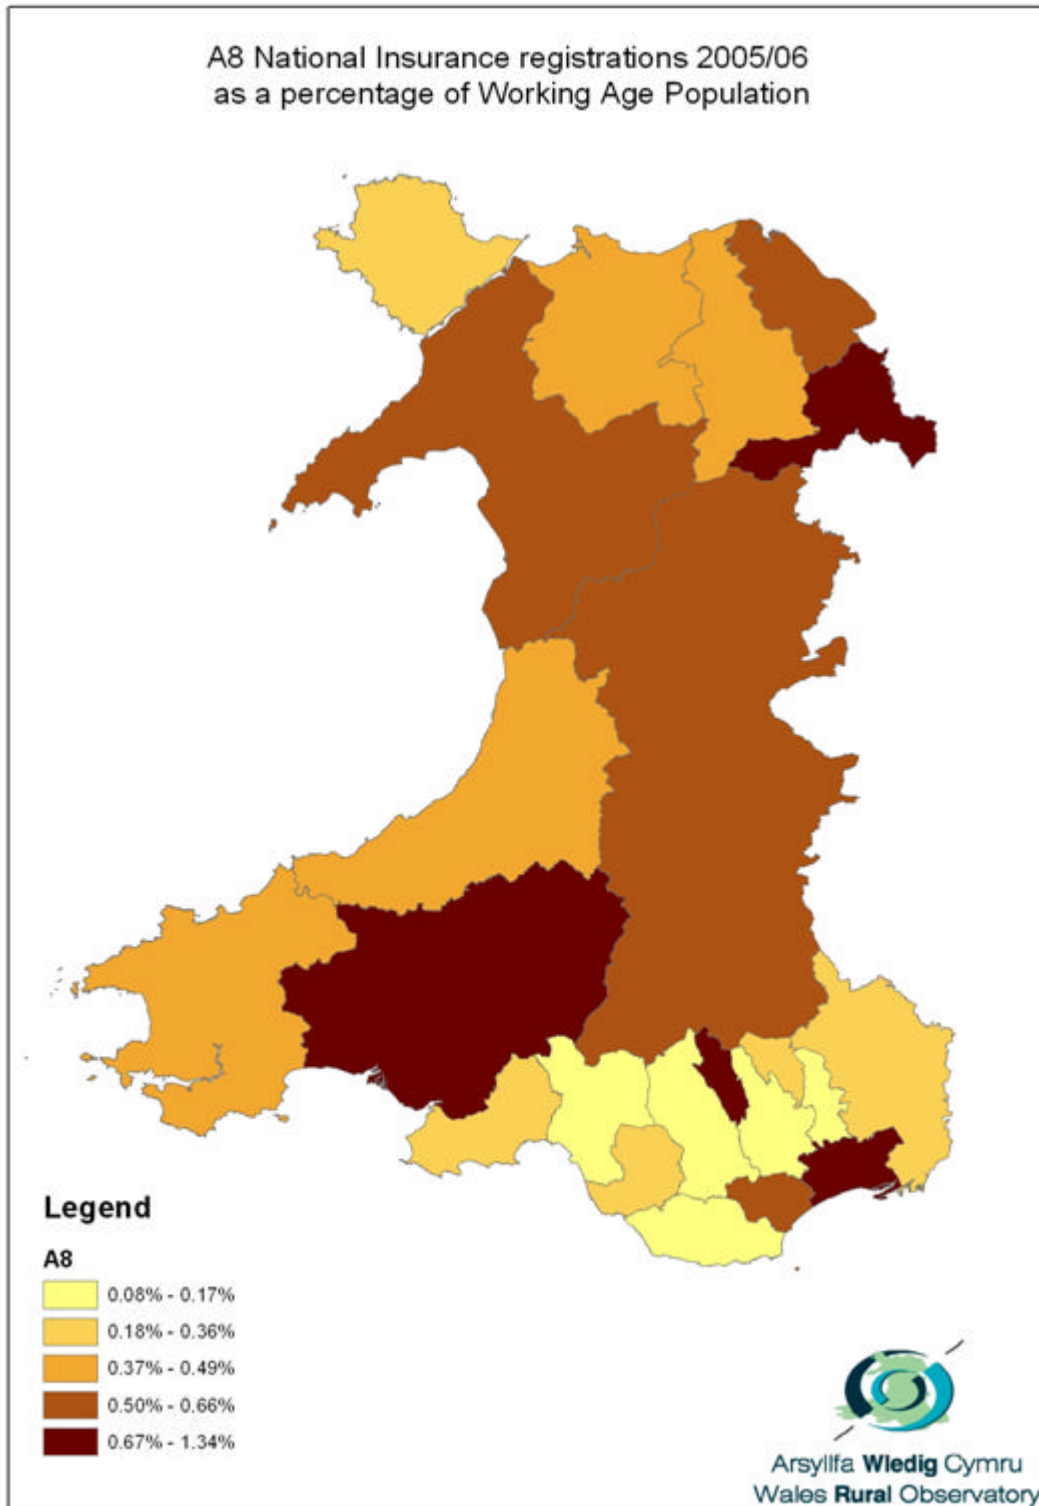 A8 National Insurance registrations 2005/06
as a percentage of Working Age Population
Legend
A8
0.08% - 0.17%
0.18% - 0.36%
0.37% - 0.49%
0.50% - 0.66%
0.67% - 1.34%
Arsyllfa Wledig Cymru
Wales Rural Observatory